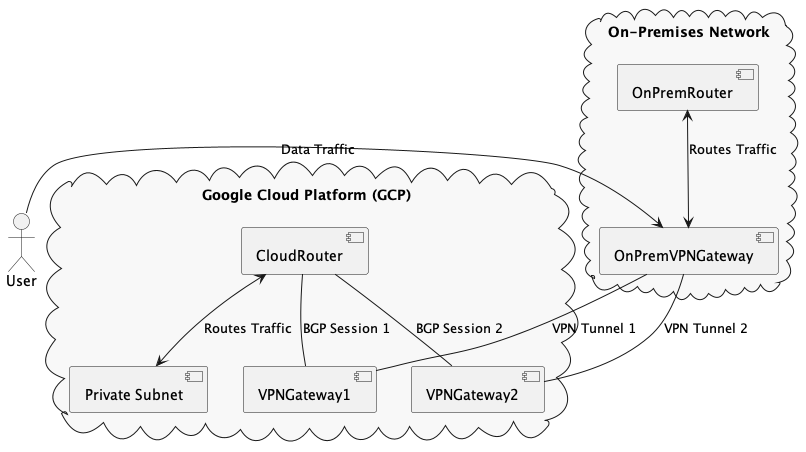 On-Premises Network
OnPremRouter
Routes Traffic
Data Traffic
Google Cloud Platform (GCP)
User
CloudRouter
OnPremVPNGateway
Routes Traffic
BGP Session 1
BGP Session 2
VPN Tunnel 1
VPN Tunnel 2
Private Subnet
VPNGateway1
VPNGateway2